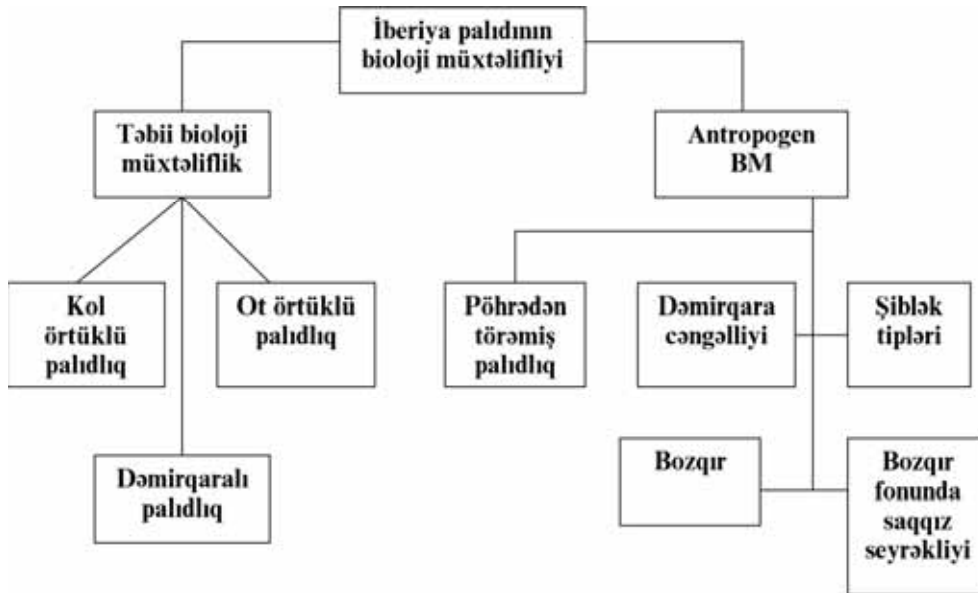 İberiya palıdının
bioloji müxtəlifliyi
Təbii bioloji
müxtəliflik
Antropogen
BM
Kol
örtüklü
palıdlıq
Ot örtüklü
palıdlıq
Pöhrədən
törəmiş
palıdlıq
Dəmirqara
cəngəlliyi
Şiblək
tipləri
Dəmirqaralı
palıdlıq
Bozqır
Bozqır
fonunda
saqqız
seyrəkliyi